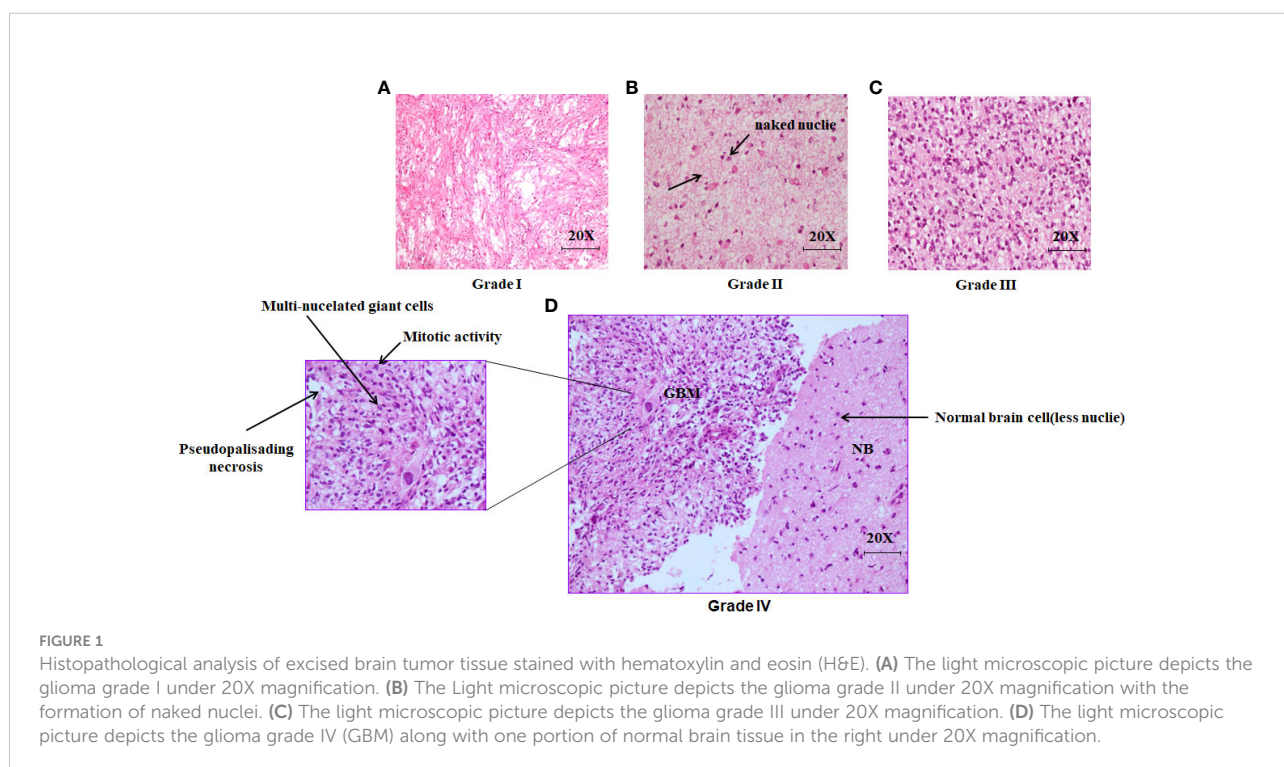 A
B
C
naked nuclie
20X
20X
20X
Grade I
Grade II
Grade III
Multi-nucelated giant cells
D
Mitotic activity
GBM
Normal brain cell(less nuclie)
NB
Pseudopalisading
necrosis
20X
Grade IV
FIGURE 1
Histopathological analysis of excised brain tumor tissue stained with hematoxylin and eosin (H&E). (A) The light microscopic picture depicts the
glioma grade I under 20X magnification. (B) The Light microscopic picture depicts the glioma grade II under 20X magnification with the
formation of naked nuclei. (C) The light microscopic picture depicts the glioma grade III under 20X magnification. (D) The light microscopic
picture depicts the glioma grade IV (GBM) along with one portion of normal brain tissue in the right under 20X magnification.